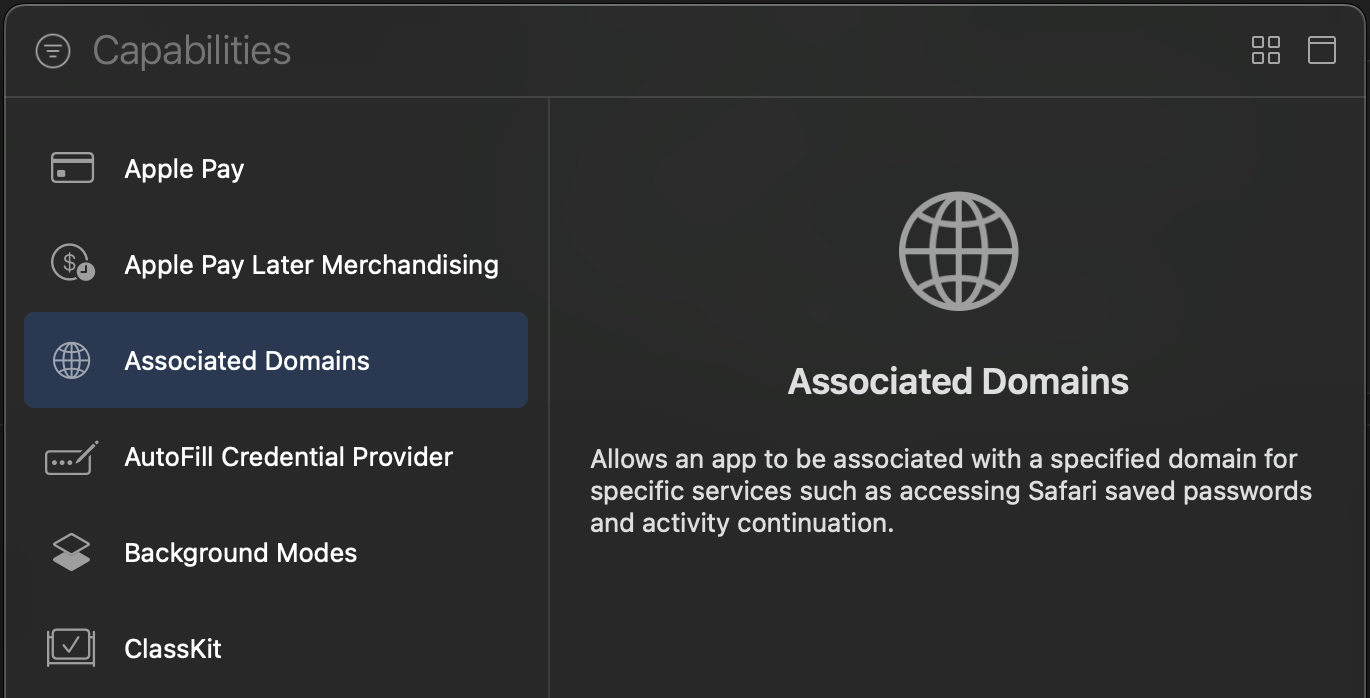 Capabilities
Apple Pay
Apple Pay Later Merchandising
Associated Domains
AutoFill Credential Provider
Background Modes
ClassKit
Associated Domains
Allows an app to be associated with a specified domain for
specific services such as accessing Safari saved passwords
and activity continuation.